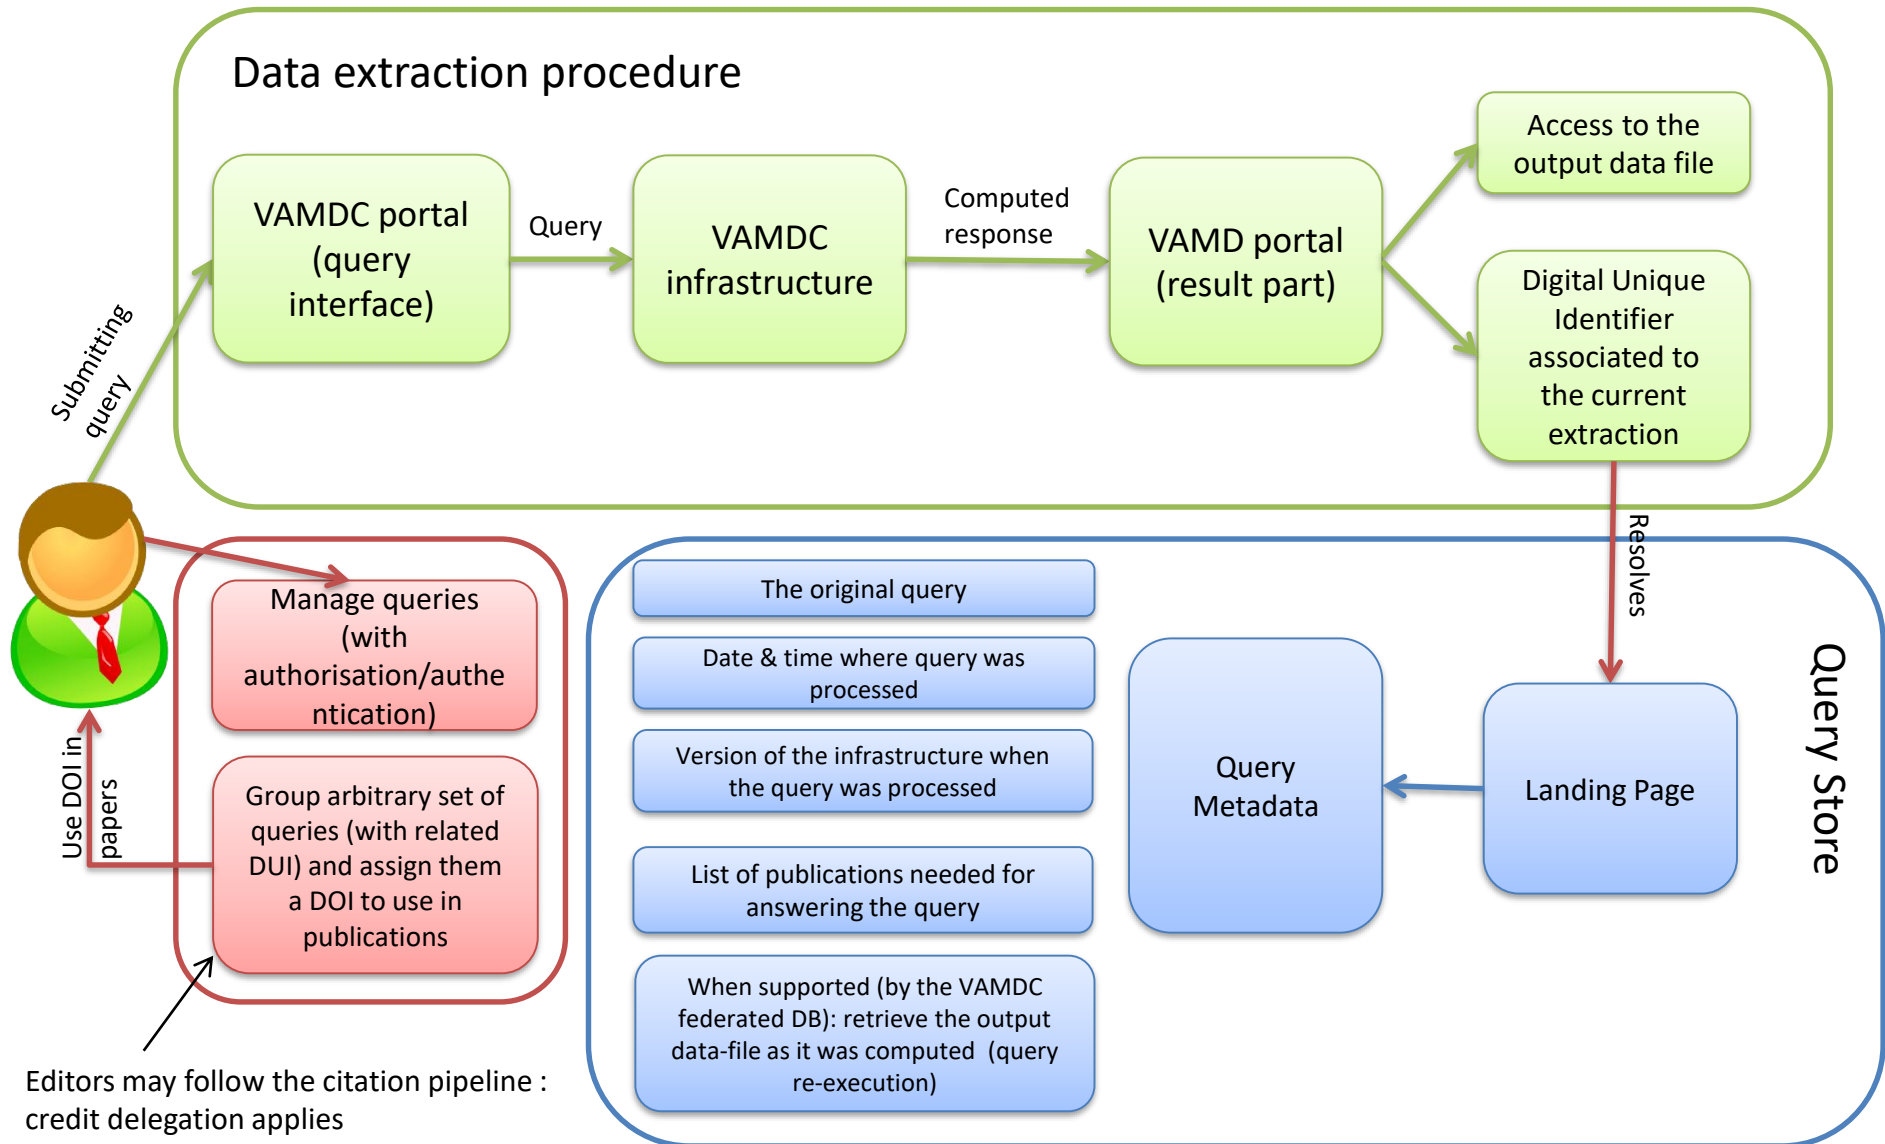 Data extraction procedure
VAMDC portal
(query
interface)
Query
VAMDC
infrastructure
Computed
response
VAMD portal
(result part)
Access to the
output data file
Digital Unique
Identifier
associated to
the current
extraction
Submitting
query
Resolves
Manage queries
(with
authorisation/authe
ntication)
Group arbitrary set of
queries (with related
DUI) and assign them
a DOI to use in
publications
Use DOI in
papers
Editors may follow the citation pipeline :
credit delegation applies
The original query
Date & time where query was
processed
Version of the infrastructure when
the query was processed
List of publications needed for
answering the query
When supported (by the VAMDC
federated DB): retrieve the output
data-file as it was computed  (query
re-execution)
Query
Metadata
Landing Page
Query Store